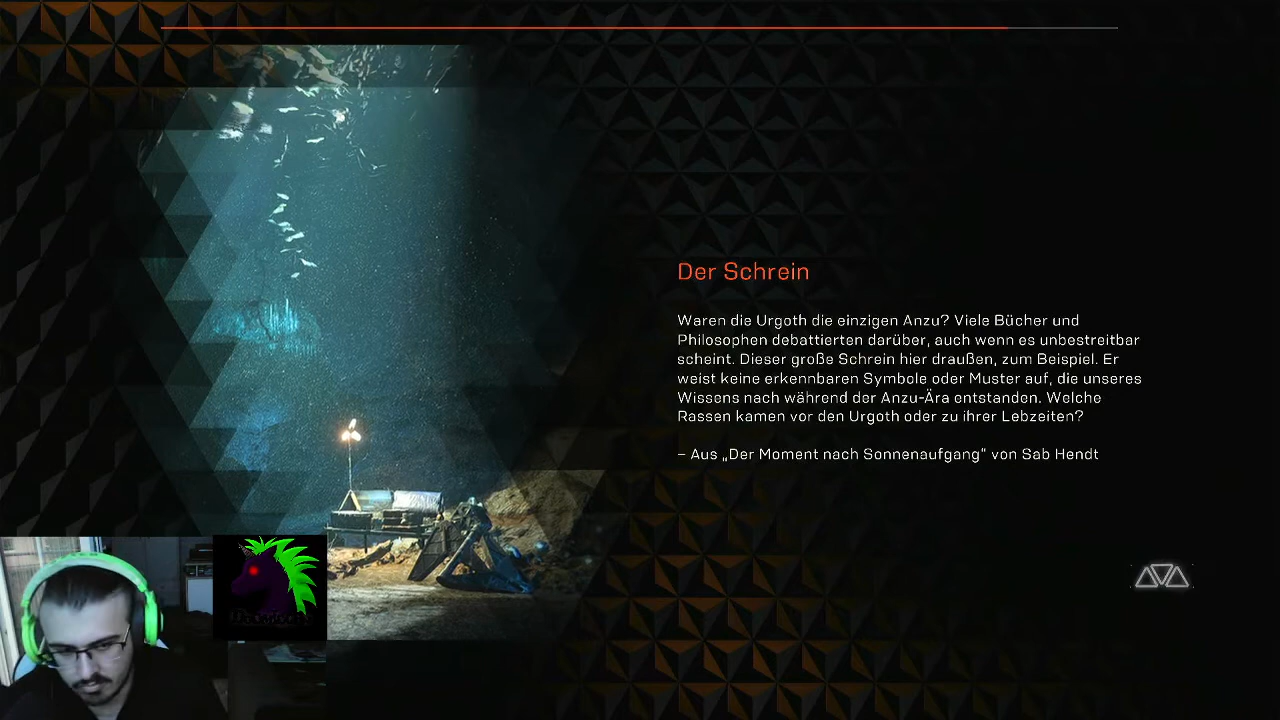 Der Schrein
Waren die Urgoth die einzigen Anzu? Viele Bücher und
Philosophen debattierten darüber, auch wenn es unbestreitbar
scheint. Dieser große Schrein hier draußen, zum Beispiel. Er
weist keine erkennbaren Symbole oder Muster auf, die unseres
Wissens nach während der Anzu-Ära entstanden. Welche
Rassen kamen vor den Urgoth oder zu ihrer Lebzeiten?
– Aus „Der Moment nach Sonnenaufgang“ von Sab Hendt